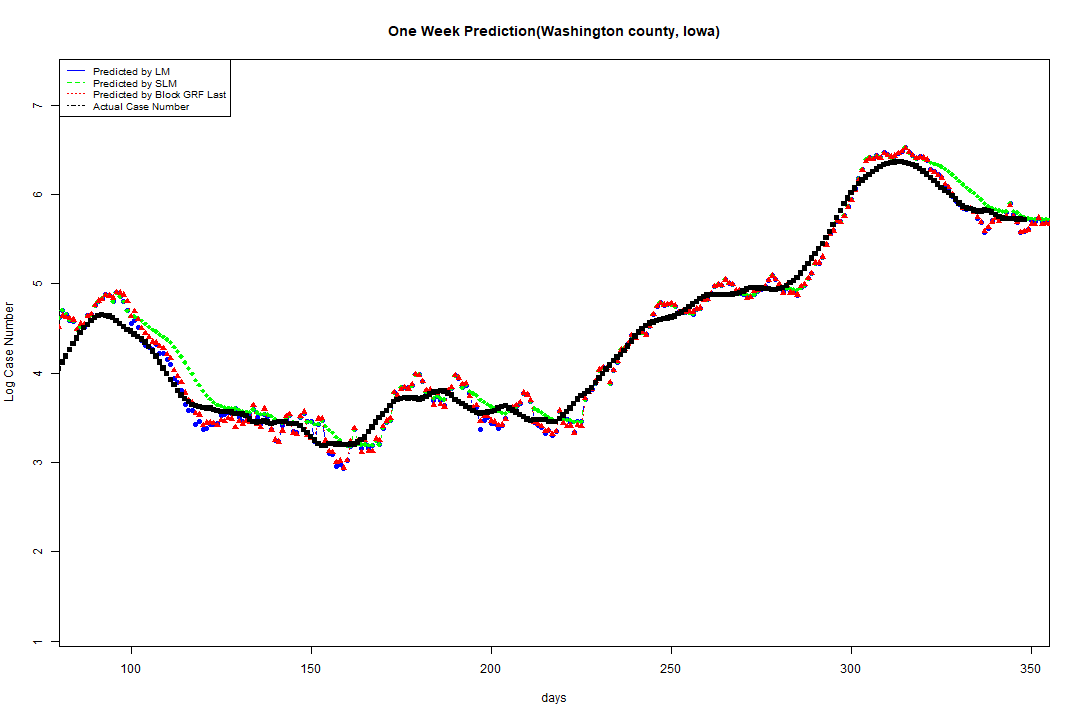 One Week Prediction(Washington county, Iowa)
Predicted by LM
Predicted by SLM
Predicted by Block GRF Last
Actual Case Number
7
6
5
4
3
2
1
Log Case Number
100 150 200 250 300 350
days